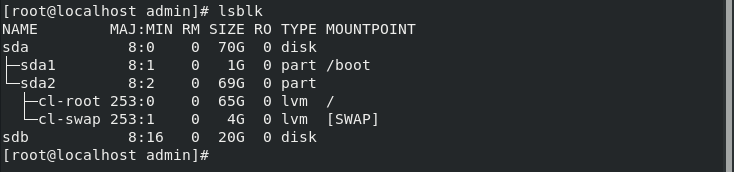 [root@localhost admin]# lsblk
NAME        MAJ:MIN RM SIZE RO TYPE MOUNTPOINT
sda           8:0    0  70G  0 disk
├─sda1        8:1    0   1G  0 part /boot
└─sda2        8:2    0  69G  0 part
  ├─cl-root 253:0    0  65G  0 lvm  /
  └─cl-swap 253:1    0   4G  0 lvm  [SWAP]
sdb           8:16   0  20G  0 disk
[root@localhost admin]#